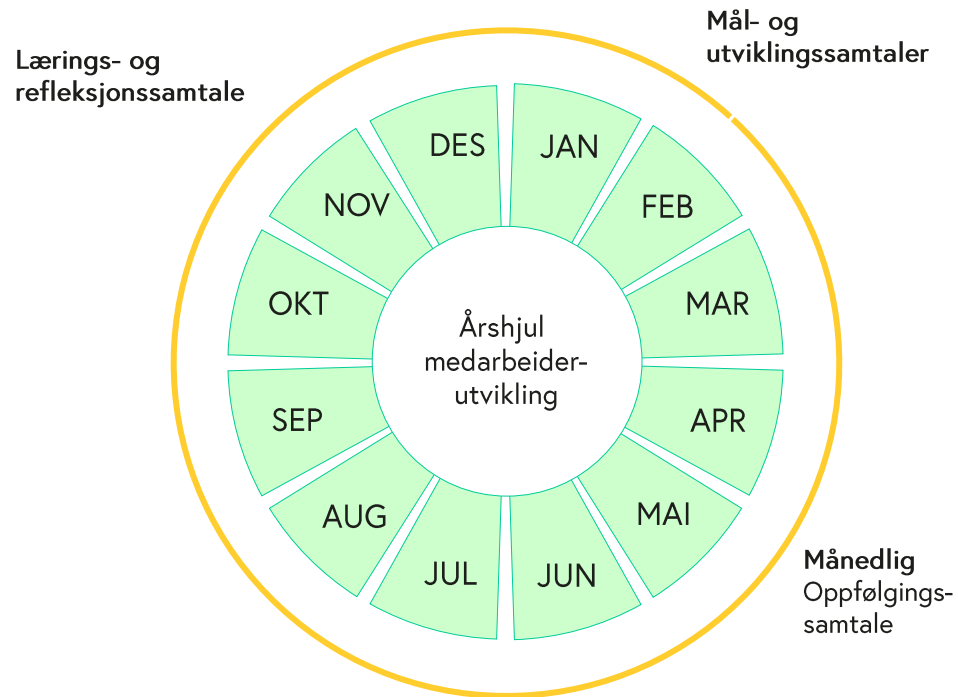 Mål- og
utviklingssamtaler
Lærings- og
refleksjonssamtale
DES
JAN
NOV
FEB
OKT
MAR
Årshjul
medarbeider-
utvikling
SEP
APR
AUG
MAI
JUL
JUN
Månedlig
Oppfølgings-
samtale